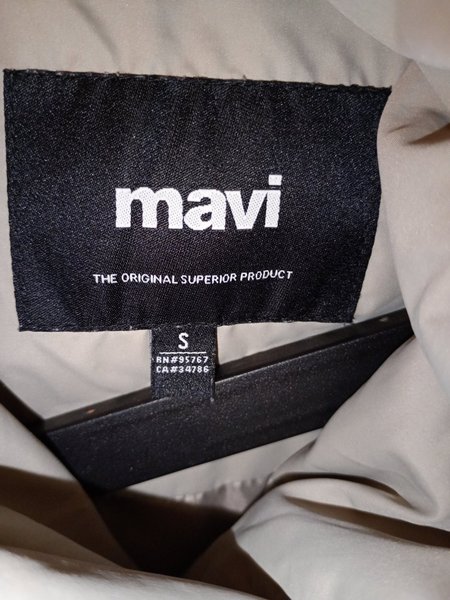 mavi
THE ORIGINAL SUPERIOR PRODUCT
S
RN#95767
CA#34786